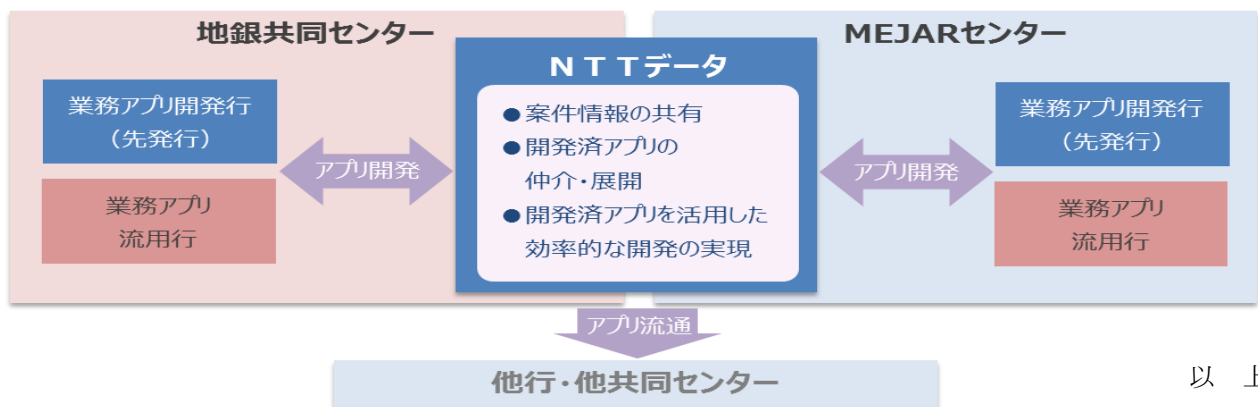 地銀共同センター
業務アプリ開発行
（先発行）
業務アプリ
流用行
アプリ開発
ＮＴＴデータ
●案件情報の共有
●開発済アプリの
仲介・展開
●開発済アプリを活用した
効率的な開発の実現
MEJARセンター
アプリ開発
業務アプリ開発行
（先発行）
業務アプリ
流用行
アプリ流通
他行・他共同センター
以　上